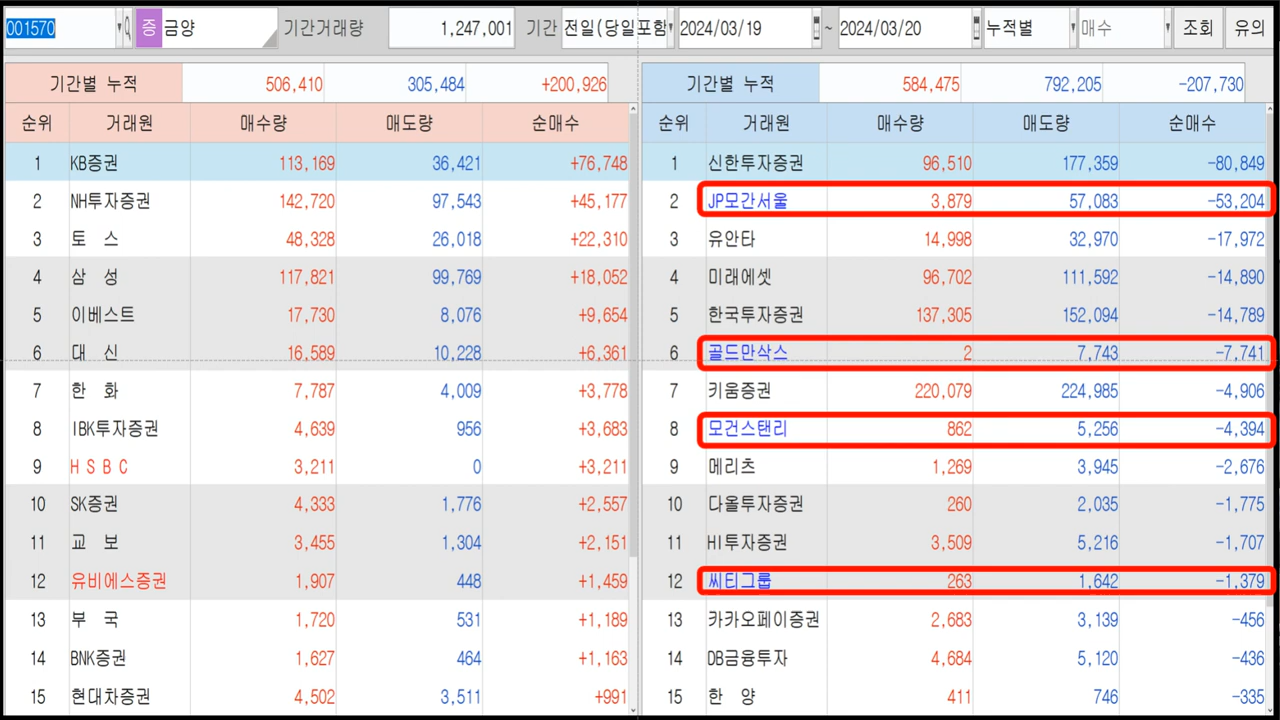 001570 증 금양 기간거래량 1,247,001 기간 전일(당일포함 2024/03/19 ~ 2024/03/20 누적별 매수 조회 유의
기간별 누적 506,410 305,484 +200,926
순위 거래원 매수량 매도량 순매수
1 KB증권 113,169 36,421 +76,748
2 NH투자증권 142,720 97,543 +45,177
3 토 스 48,328 26,018 +22,310
4 삼 성 117,821 99,769 +18,052
5 이베스트 17,730 8,076 +9,654
6 대 신 16,589 10,228 +6,361
7 한 화 7,787 4,009 +3,778
8 IBK투자증권 4,639 956 +3,683
9 H S B C 3,211 0 +3,211
10 SK증권 4,333 1,776 +2,557
11 교 보 3,455 1,304 +2,151
12 유비에스증권 1,907 448 +1,459
13 부 국 1,720 531 +1,189
14 BNK증권 1,627 464 +1,163
15 현대차증권 4,502 3,511 +991
기간별 누적 584,475 792,205 -207,730
순위 거래원 매수량 매도량 순매수
1 신한투자증권 96,510 177,359 -80,849
2 JP모간서울 3,879 57,083 -53,204
3 유안타 14,998 32,970 -17,972
4 미래에셋 96,702 111,592 -14,890
5 한국투자증권 137,305 152,094 -14,789
6 골드만삭스 2 7,743 -7,741
7 키움증권 220,079 224,985 -4,906
8 모건스탠리 862 5,256 -4,394
9 메리츠 1,269 3,945 -2,676
10 다올투자증권 260 2,035 -1,775
11 HI투자증권 3,509 5,216 -1,707
12 씨티그룹 263 1,642 -1,379
13 카카오페이증권 2,683 3,139 -456
14 DB금융투자 4,684 5,120 -436
15 한 양 411 746 -335